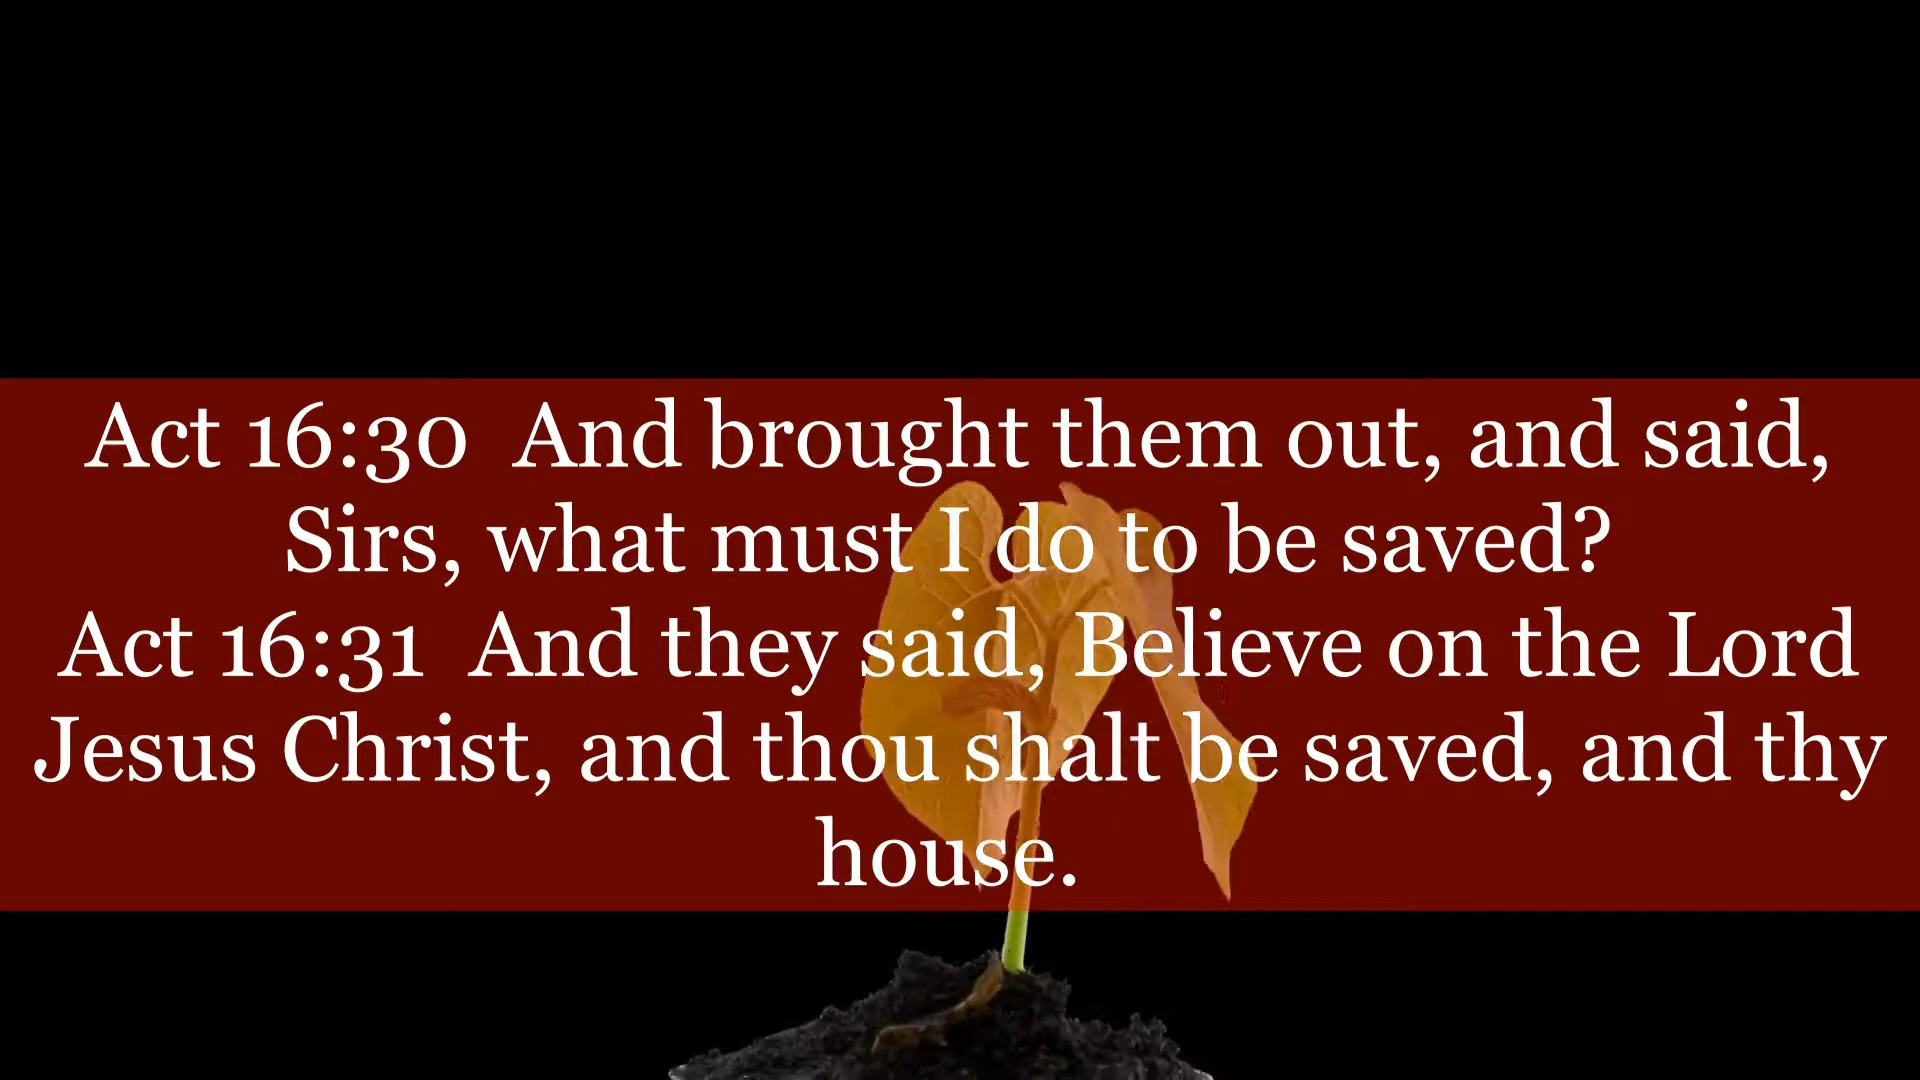 Act 16:30  And brought them out, and said,
Sirs, what must I do to be saved?
Act 16:31  And they said, Believe on the Lord
Jesus Christ, and thou shalt be saved, and thy
house.